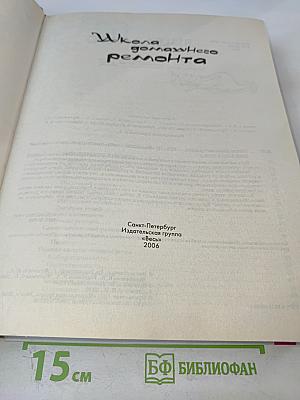 Школа
домашнего
ремонта
Санкт-Петербург
Издательская группа
«Весь»
2006
15 см
БФ БИБЛИОФАН